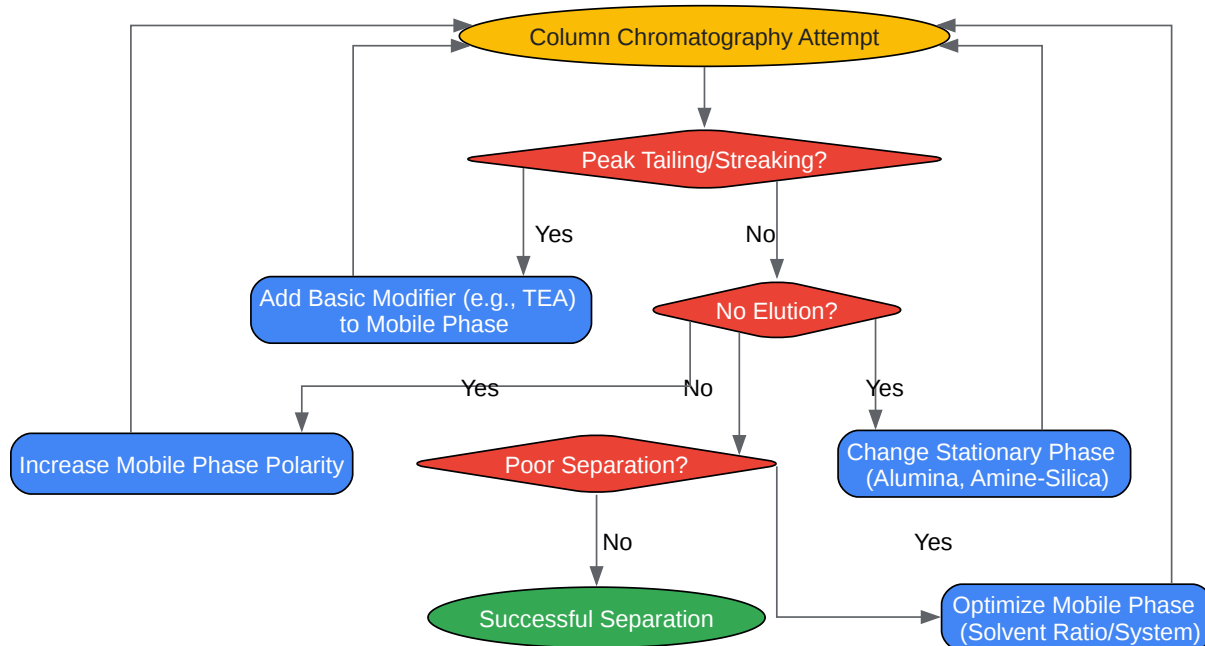 Column Chromatography Attempt
Peak Tailing/Streaking?
Yes
No
Add Basic Modifier (e.g., TEA)
to Mobile Phase
No Elution?
Yes
No
Yes
Increase Mobile Phase Polarity
Poor Separation?
Change Stationary Phase
(Alumina, Amine-Silica)
No
Yes
Successful Separation
Optimize Mobile Phase
(Solvent Ratio/System)